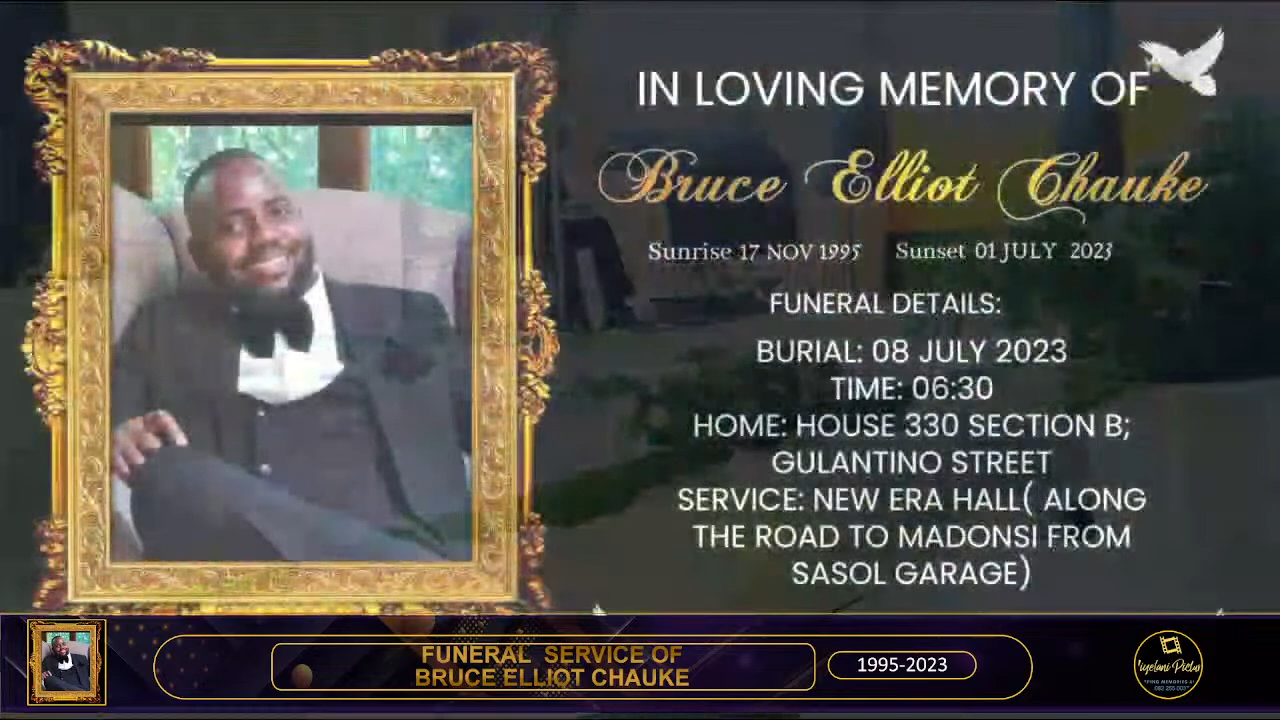 IN LOVING MEMORY OF
Bruce Elliot Chauke
Sunrise 17 NOV 1995 Sunset 01 JULY 2023
FUNERAL DETAILS:
BURIAL: 08 JULY 2023
TIME: 06:30
HOME: HOUSE 330 SECTION B;
GULANTINO STREET
SERVICE: NEW ERA HALL( ALONG
THE ROAD TO MADONSI FROM
SASOL GARAGE)
FUNERAL SERVICE OF
BRUCE ELLIOT CHAUKE
1995-2023